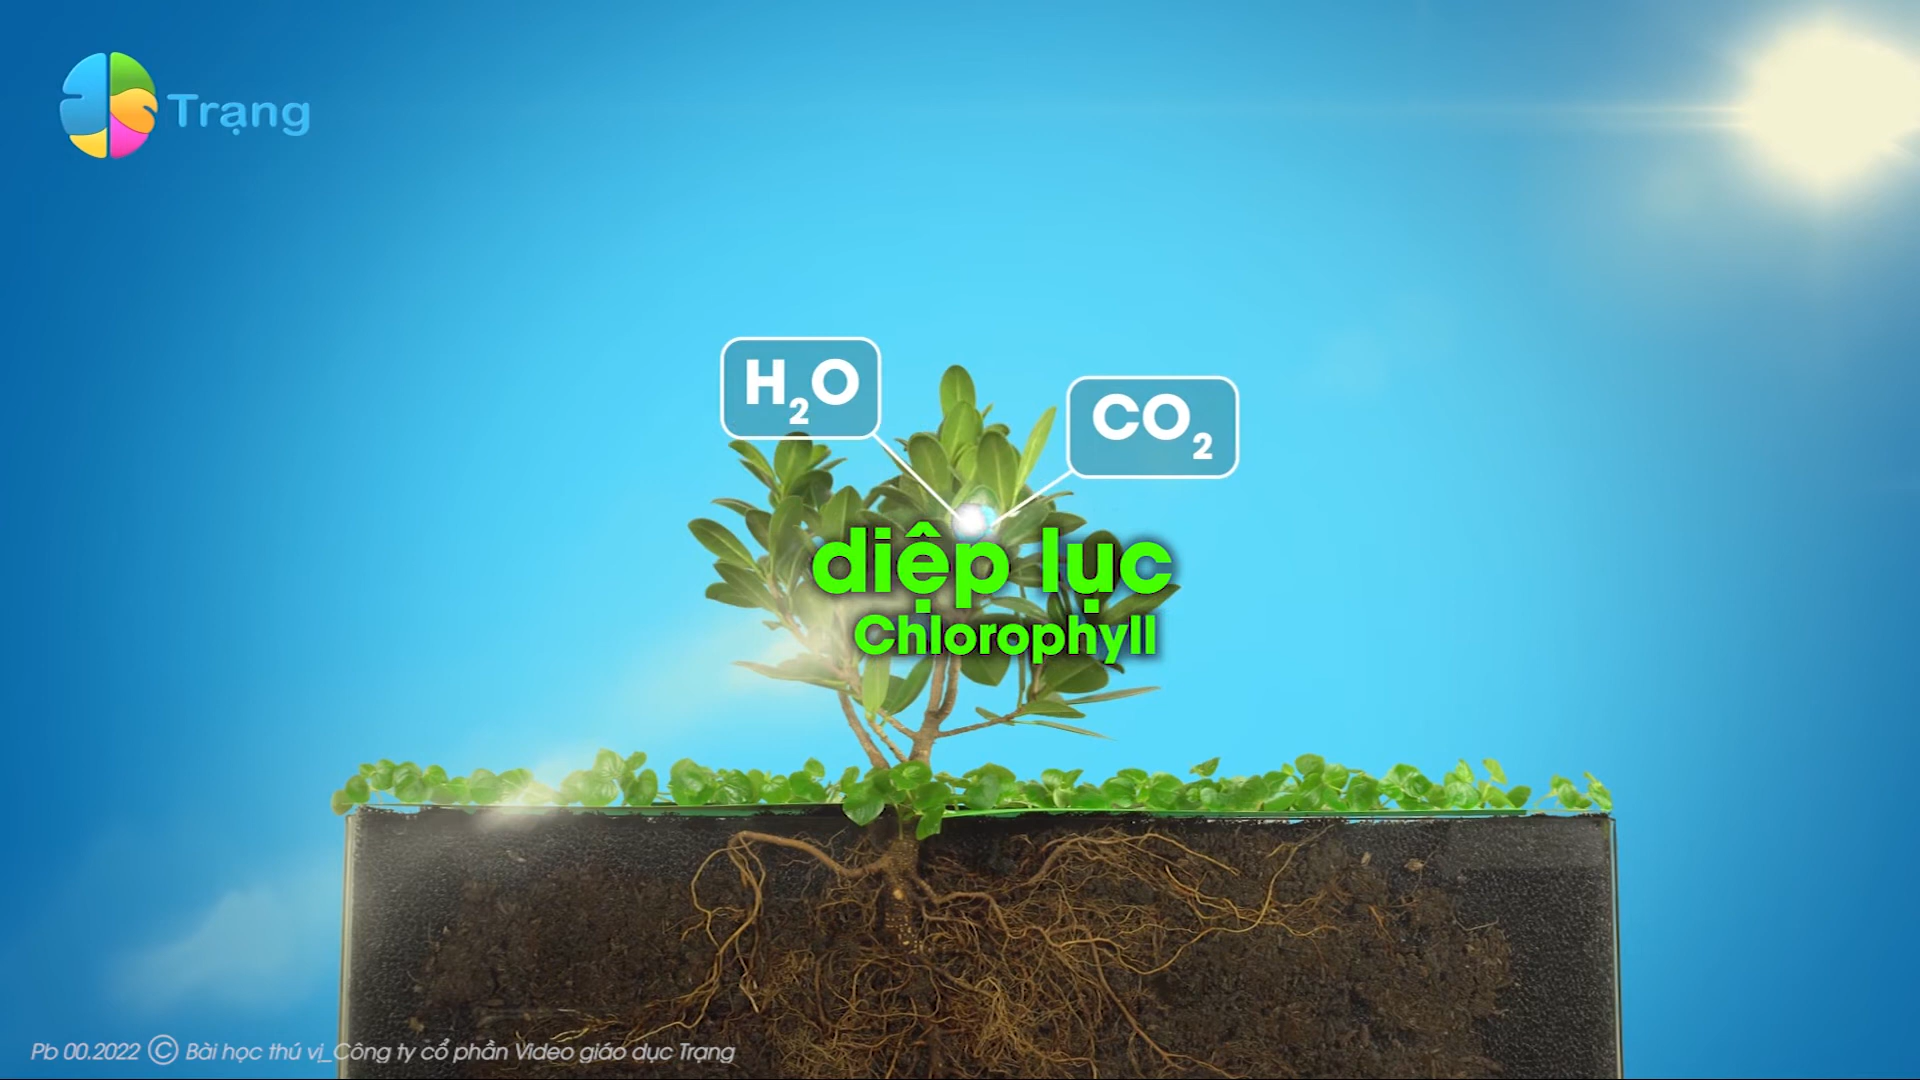 Trạng
H₂O
CO₂
diệp lục
Chlorophyll
Pb 00.2022 © Bài học thú vị_Công ty cổ phần Video giáo dục Trạng